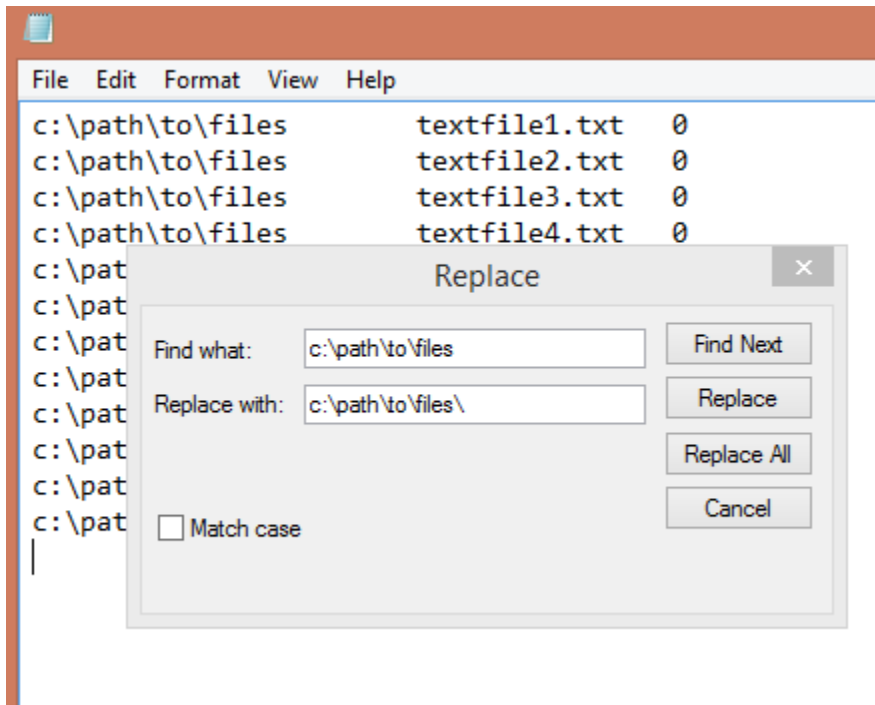 File Edit Format View Help
c:\path\to\files textfile1.txt 0
c:\path\to\files textfile2.txt 0
c:\path\to\files textfile3.txt 0
c:\path\to\files textfile4.txt 0
c:\pat
Replace
c:\pat
c:\pat
Find what: c:\path\to\files Find Next
c:\pat
Replace with: c:\path\to\files\ Replace
c:\pat
c:\pat
Replace All
c:\pat
Cancel
c:\pat
Match case